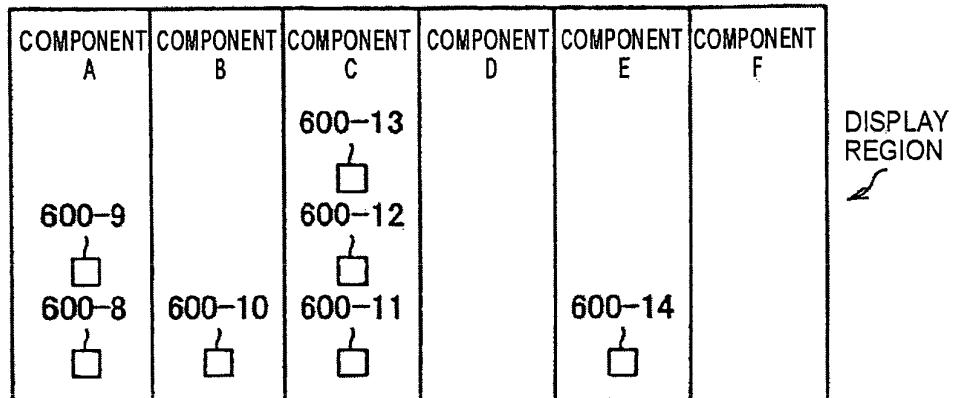 COMPONENT A
COMPONENT B
COMPONENT C
COMPONENT D
COMPONENT E
COMPONENT F
600-13
DISPLAY
REGION
600-9
600-12
600-8
600-10
600-11
600-14